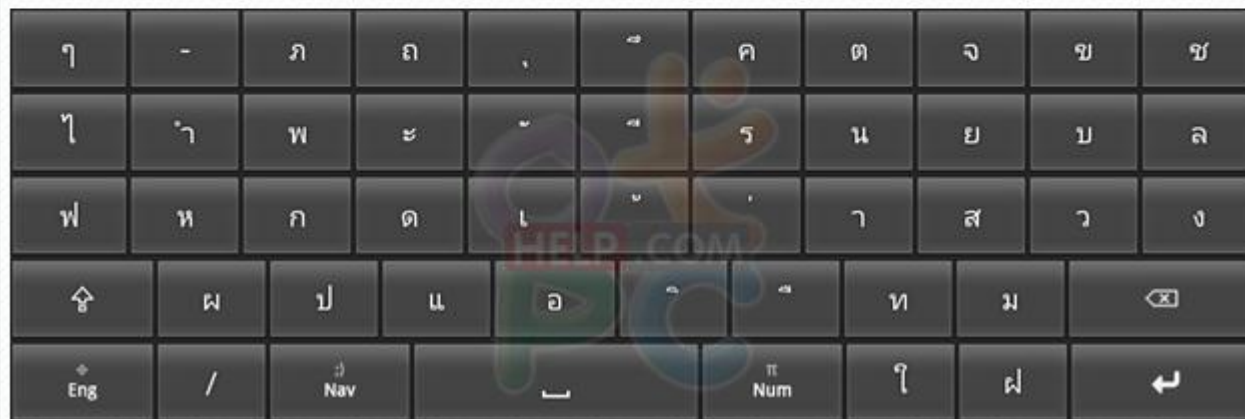 ๆ - ภ ถ ุ ึ ค ต จ ข ช
ไ ำ พ ะ ั ี ร น ย บ ล
ฟ ห ก ด เ ้ ่ า ส ว ง
ผ ป แ อ ิ ื ท ม
Eng / :) Nav π Num ใ ฝ
OK
HELP .COM
PC